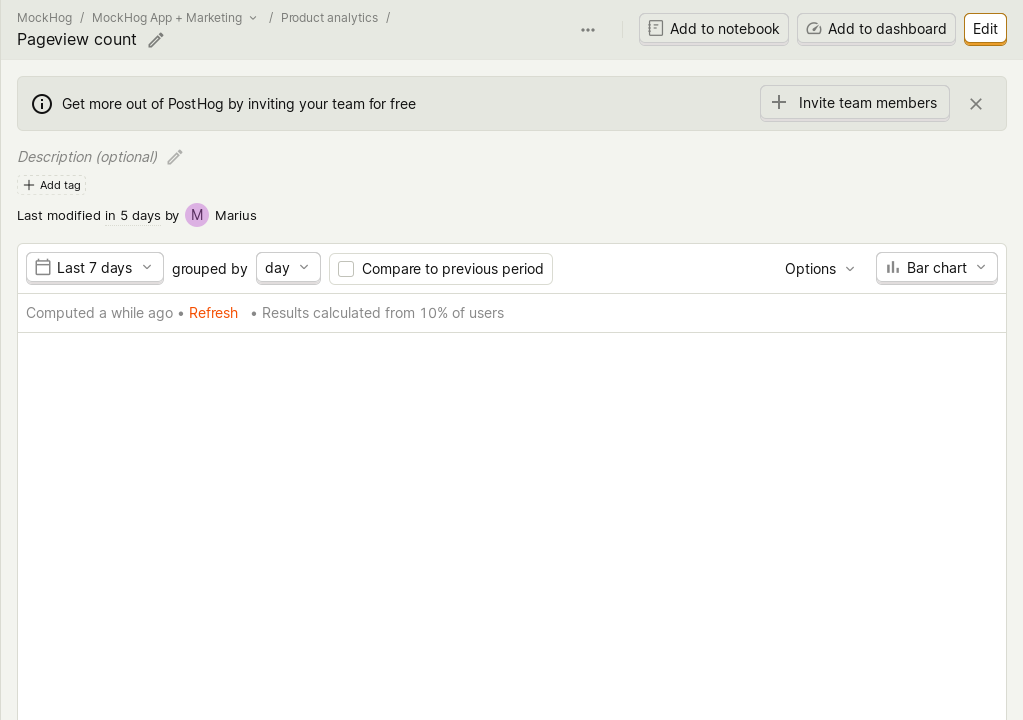 MockHog / MockHog App + Marketing / Product analytics /
Pageview count
Add to notebook
Add to dashboard
Edit
Get more out of PostHog by inviting your team for free
Invite team members
Description (optional)
Add tag
Last modified in 5 days by M Marius
Last 7 days grouped by day Compare to previous period Options Bar chart
Computed a while ago • Refresh • Results calculated from 10% of users